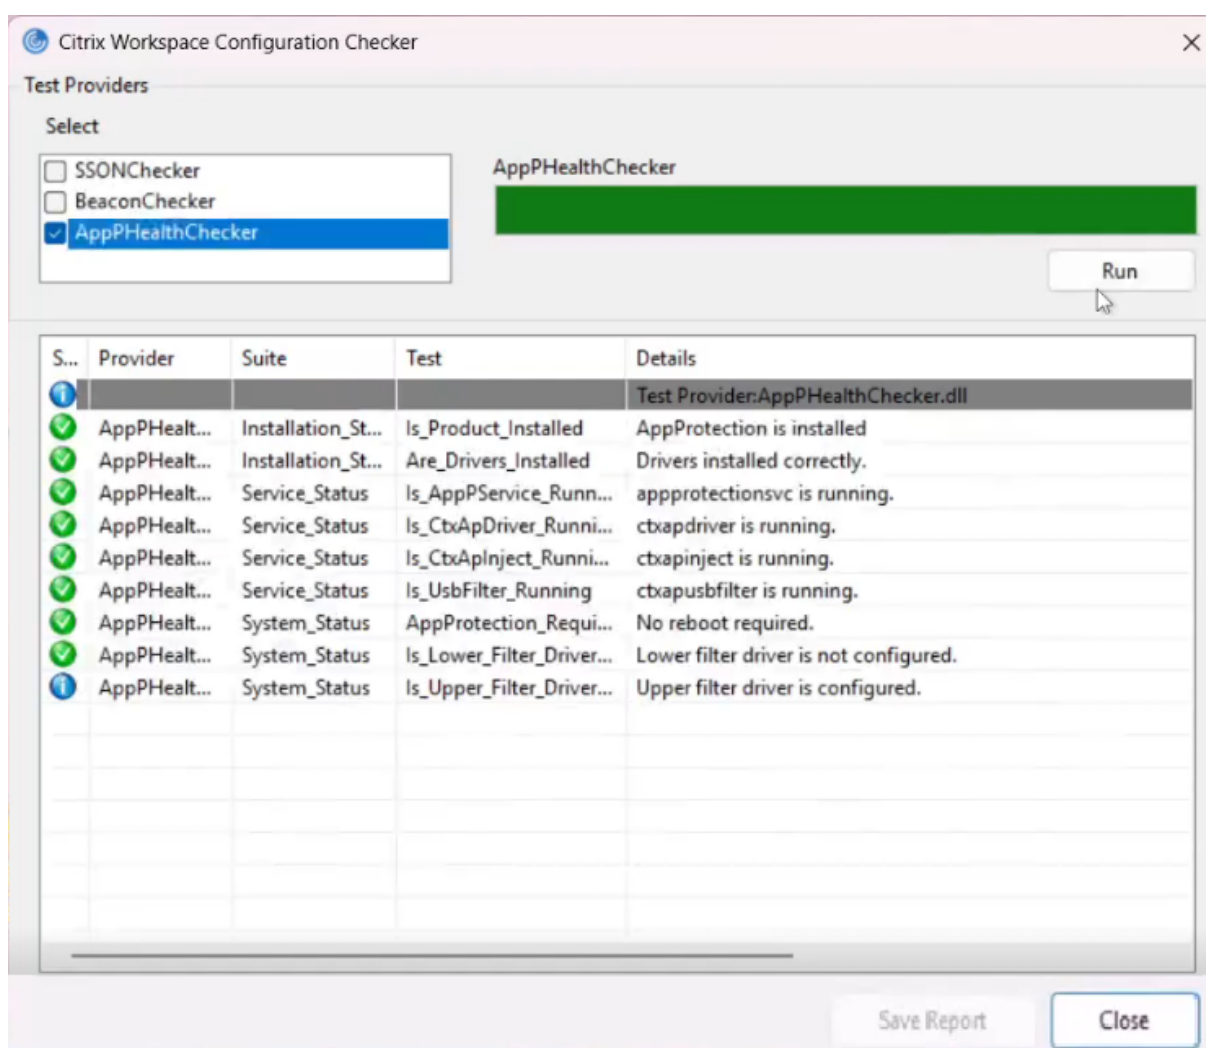 Citrix Workspace Configuration Checker
Test Providers
Select
SSONChecker
BeaconChecker
AppPHealthChecker
AppPHealthChecker
Run
S... Provider Suite Test Details
Test Provider:AppPHealthChecker.dll
AppPHealt... Installation_St... Is_Product_Installed AppProtection is installed
AppPHealt... Installation_St... Are_Drivers_Installed Drivers installed correctly.
AppPHealt... Service_Status Is_AppPService_Runn... appprotectionsvc is running.
AppPHealt... Service_Status Is_CtxApDriver_Runni... ctxapdriver is running.
AppPHealt... Service_Status Is_CtxApInject_Runni... ctxapinject is running.
AppPHealt... Service_Status Is_UsbFilter_Running ctxapusbfilter is running.
AppPHealt... System_Status AppProtection_Requi... No reboot required.
AppPHealt... System_Status Is_Lower_Filter_Driver... Lower filter driver is not configured.
AppPHealt... System_Status Is_Upper_Filter_Driver... Upper filter driver is configured.
Save Report Close